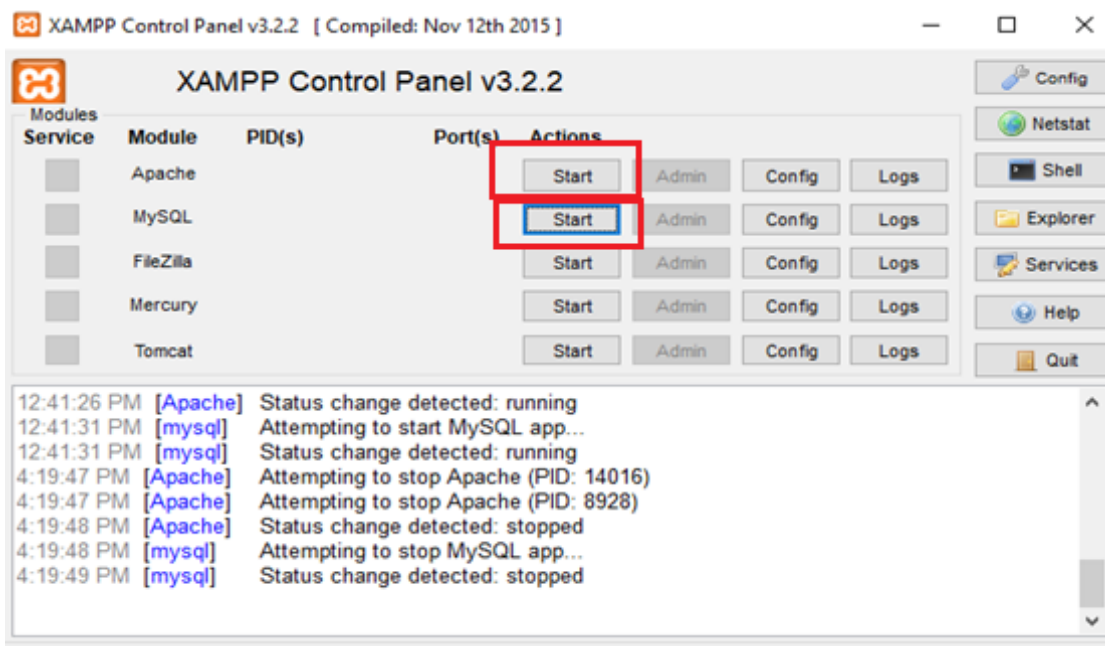 XAMPP Control Panel v3.2.2 [ Compiled: Nov 12th 2015 ]
XAMPP Control Panel v3.2.2
Config
Modules
Service Module PID(s) Port(s) Actions
Netstat
Apache Start Admin Config Logs
Shell
MySQL Start Admin Config Logs
Explorer
FileZilla Start Admin Config Logs
Services
Mercury Start Admin Config Logs
Help
Tomcat Start Admin Config Logs
Quit
12:41:26 PM [Apache] Status change detected: running
12:41:31 PM [mysql] Attempting to start MySQL app...
12:41:31 PM [mysql] Status change detected: running
4:19:47 PM [Apache] Attempting to stop Apache (PID: 14016)
4:19:47 PM [Apache] Attempting to stop Apache (PID: 8928)
4:19:48 PM [Apache] Status change detected: stopped
4:19:48 PM [mysql] Attempting to stop MySQL app...
4:19:49 PM [mysql] Status change detected: stopped